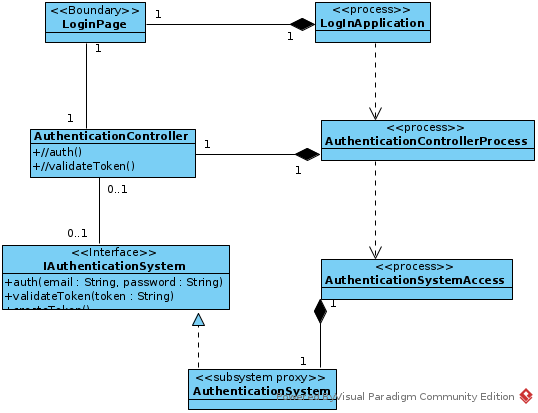 <<Boundary>>
LoginPage
<<process>>
LogInApplication
1
1
1
1
AuthenticationController
+//auth()
+//validateToken()
1
1
<<process>>
AuthenticationControllerProcess
0..1
0..1
<<Interface>>
IAuthenticationSystem
+auth(email : String, password : String)
+validateToken(token : String)
<<process>>
AuthenticationSystemAccess
1
1
<<subsystem proxy>>
AuthenticationSystem
Visual Paradigm Community Edition